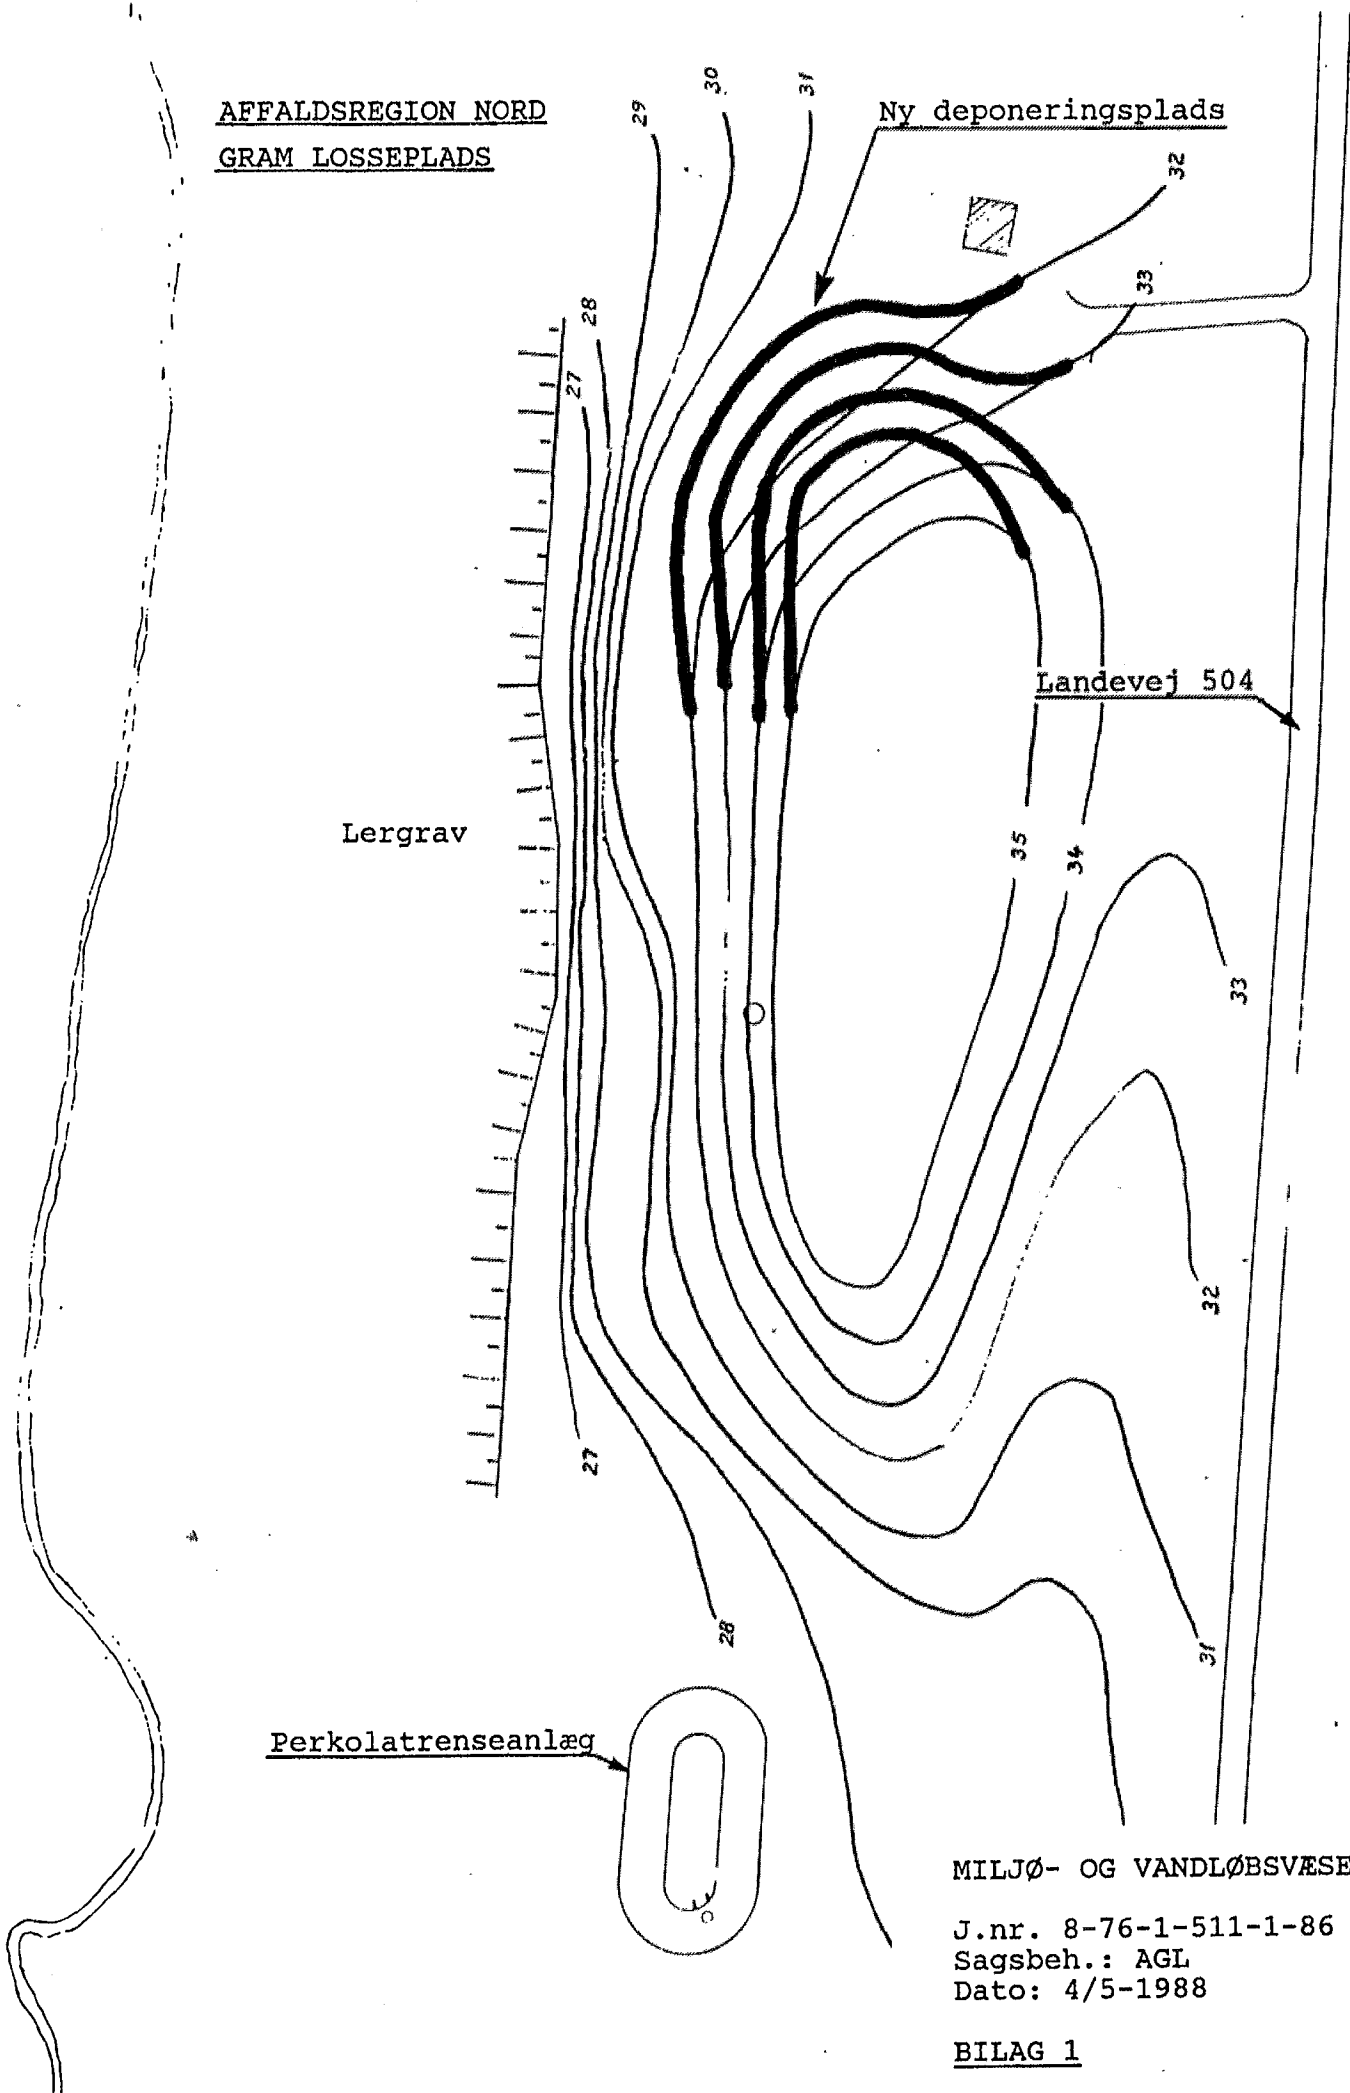 AFFALDSREGION NORD
GRAM LOSSEPLADS
29
30
31
Ny deponeringsplads
32
33
28
27
Landevej 504
Lergrav
35
34
33
32
27
28
31
Perkolatrenseanlæg
MILJØ- OG VANDLØBSVÆSE
J.nr. 8-76-1-511-1-86
Sagsbeh.: AGL
Dato: 4/5-1988
BILAG 1